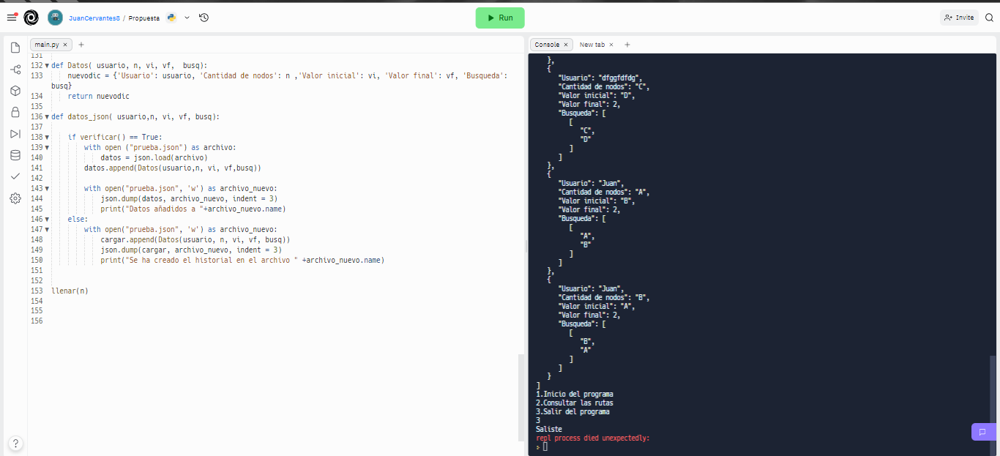 JuanCervantes8 / Propuesta
Run
Invite
main.py × +
131
132 def Datos( usuario, n, vi, vf,  busq):
133     nuevodic = {'Usuario': usuario, 'Cantidad de nodos': n ,'Valor inicial': vi, 'Valor final': vf, 'Busqueda':
busq}
134     return nuevodic
135
136 def datos_json( usuario,n, vi, vf, busq):
137
138     if verificar() == True:
139         with open ("prueba.json") as archivo:
140             datos = json.load(archivo)
141         datos.append(Datos(usuario,n, vi, vf,busq))
142
143         with open("prueba.json", 'w') as archivo_nuevo:
144             json.dump(datos, archivo_nuevo, indent = 3)
145             print("Datos añadidos a "+archivo_nuevo.name)
146     else:
147         with open("prueba.json", 'w') as archivo_nuevo:
148             cargar.append(Datos(usuario, n, vi, vf, busq))
149             json.dump(cargar, archivo_nuevo, indent = 3)
150             print("Se ha creado el historial en el archivo " +archivo_nuevo.name)
151
152
153 llenar(n)
154
155
156
?
Console × New tab × +
},
{
"Usuario": "dfggfdfdg",
"Cantidad de nodos": "C",
"Valor inicial": "D",
"Valor final": 2,
"Busqueda": [
[
"C",
"D"
]
]
},
{
"Usuario": "Juan",
"Cantidad de nodos": "A",
"Valor inicial": "B",
"Valor final": 2,
"Busqueda": [
[
"A",
"B"
]
]
},
{
"Usuario": "Juan",
"Cantidad de nodos": "B",
"Valor inicial": "A",
"Valor final": 2,
"Busqueda": [
[
"B",
"A"
]
]
}
]
1.Inicio del programa
2.Consultar las rutas
3.Salir del programa
3
Saliste
repl process died unexpectedly:
>